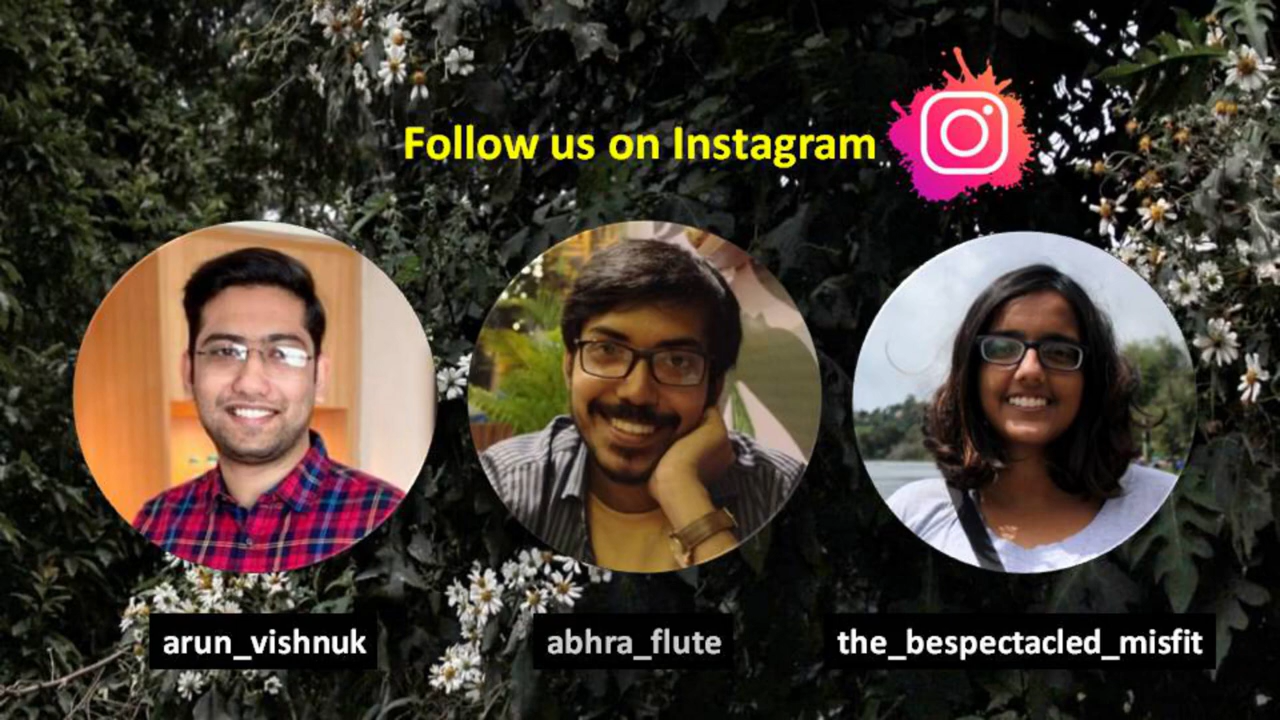 Follow us on Instagram
arun_vishnuk
abhra_flute
the_bespectacled_misfit